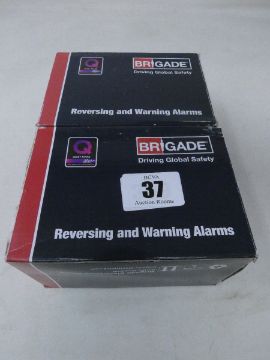 BRIGADE
Driving Global Safety
Reversing and Warning Alarms
BRIGADE
Driving Global Safety
BCVA
37
Auction Rooms
Reversing and Warning Alarms